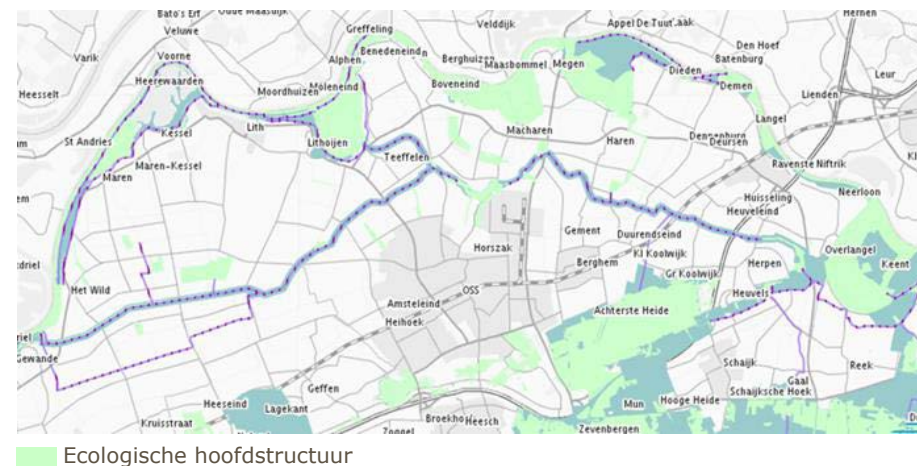 Bato's Erf
Oude Maasdijk
Veluwe
Greffeling
Velddijk
Appel De Tuut
Hernen
Varik
Voorne
Alphen
Benedeneind
Berghuizen
Maasbommel
Megen
Den Hoef
Batenburg
Heesselt
Heerewaarden
Moordhuizen
Moleneind
Boveneind
Dieden
Demen
Leur
Lienden
St Andries
Kessel
Lith
Lithoijen
Macharen
Haren
Dennenburg
Deursen
Langel
Maren-Kessel
Maren
Teeffelen
Ravenste
Niftrik
Neerloon
Huisseling
Heuveleind
Gement
Duurendseind
Kl Koolwijk
Horszak
Berghem
Gr Koolwijk
Herpen
Overlangel
Keent
Het Wild
OSS
Amsteleind
Heihoek
Achterste Heide
Heuvels
Gewande
Schaijk
Reek
Gaal
Schaijksche Hoek
Geffen
Heeseind
Lagekant
Kruisstraat
Heesch
Mun
Hooge Heide
Zevenbergen
Ecologische hoofdstructuur